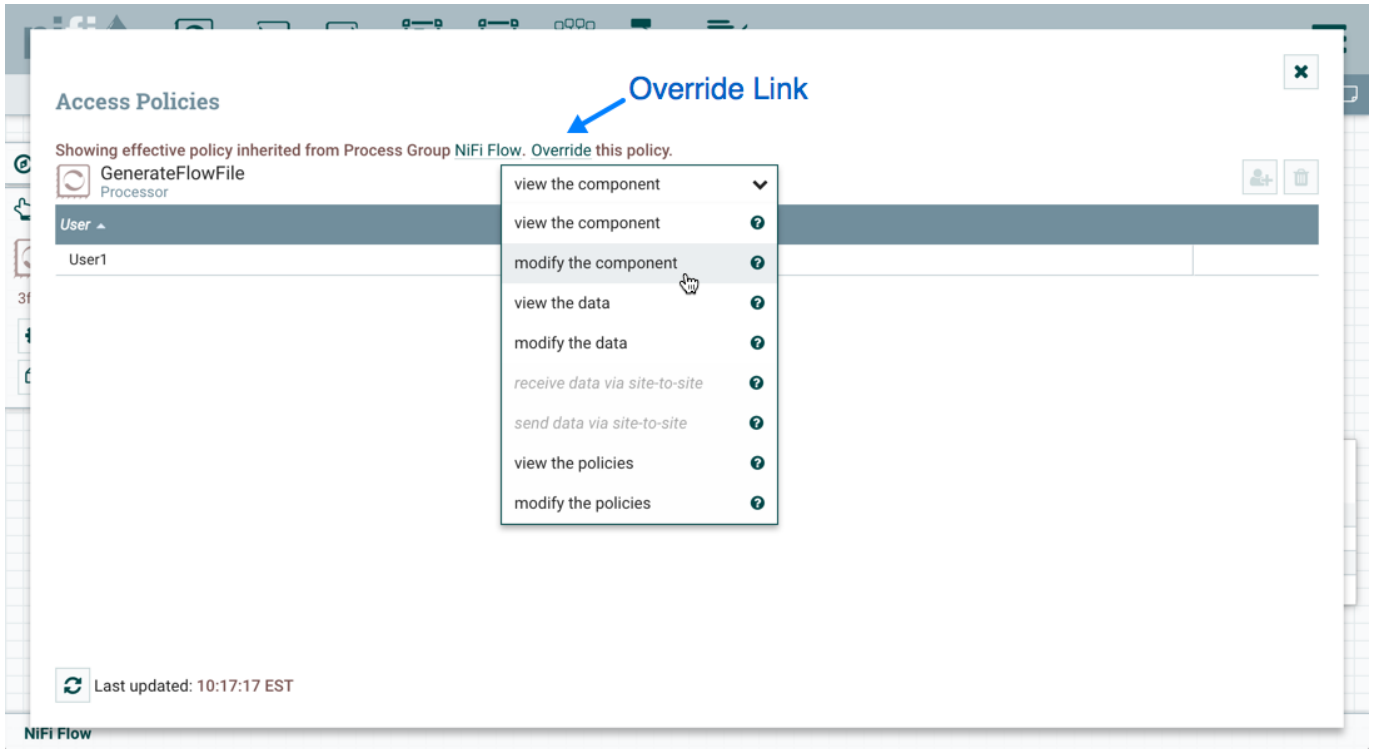 Override Link
Access Policies
Showing effective policy inherited from Process Group NiFi Flow. Override this policy.
GenerateFlowFile
Processor
view the component
User
view the component
User1
modify the component
view the data
modify the data
receive data via site-to-site
send data via site-to-site
view the policies
modify the policies
Last updated: 10:17:17 EST
NiFi Flow